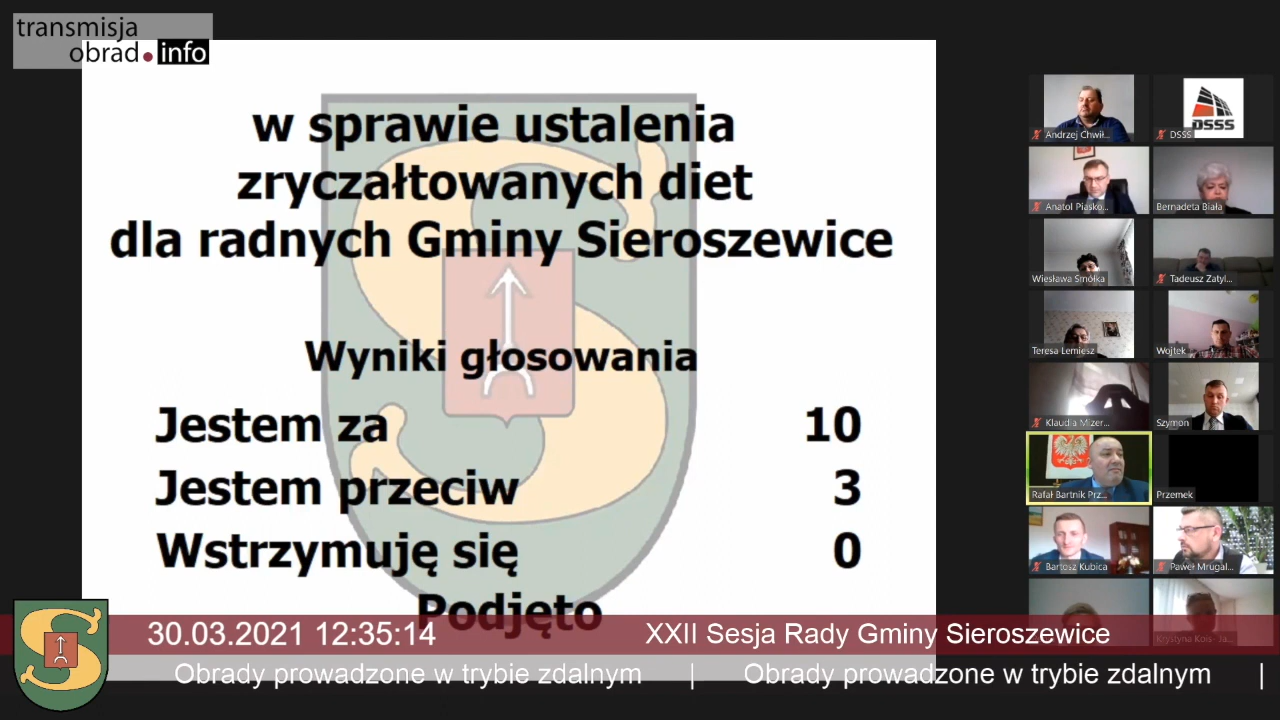 transmisja
obrad.info
w sprawie ustalenia
zryczałtowanych diet
dla radnych Gminy Sieroszewice
Wyniki głosowania
Jestem za 10
Jestem przeciw 3
Wstrzymuję się 0
Podjęto
Andrzej Chwił...
DSSS
DSSS
Anatol Piasko...
Bernadeta Biała
Wiesława Smółka
Tadeusz Zatyl...
Teresa Lemiesz
Wojtek
Klaudia Mizer...
Szymon
Rafał Bartnik Prz...
Przemek
Bartosz Kubica
Paweł Mrugal...
30.03.2021 12:35:14
XXII Sesja Rady Gminy Sieroszewice
Obrady prowadzone w trybie zdalnym | Obrady prowadzone w trybie zdalnym |